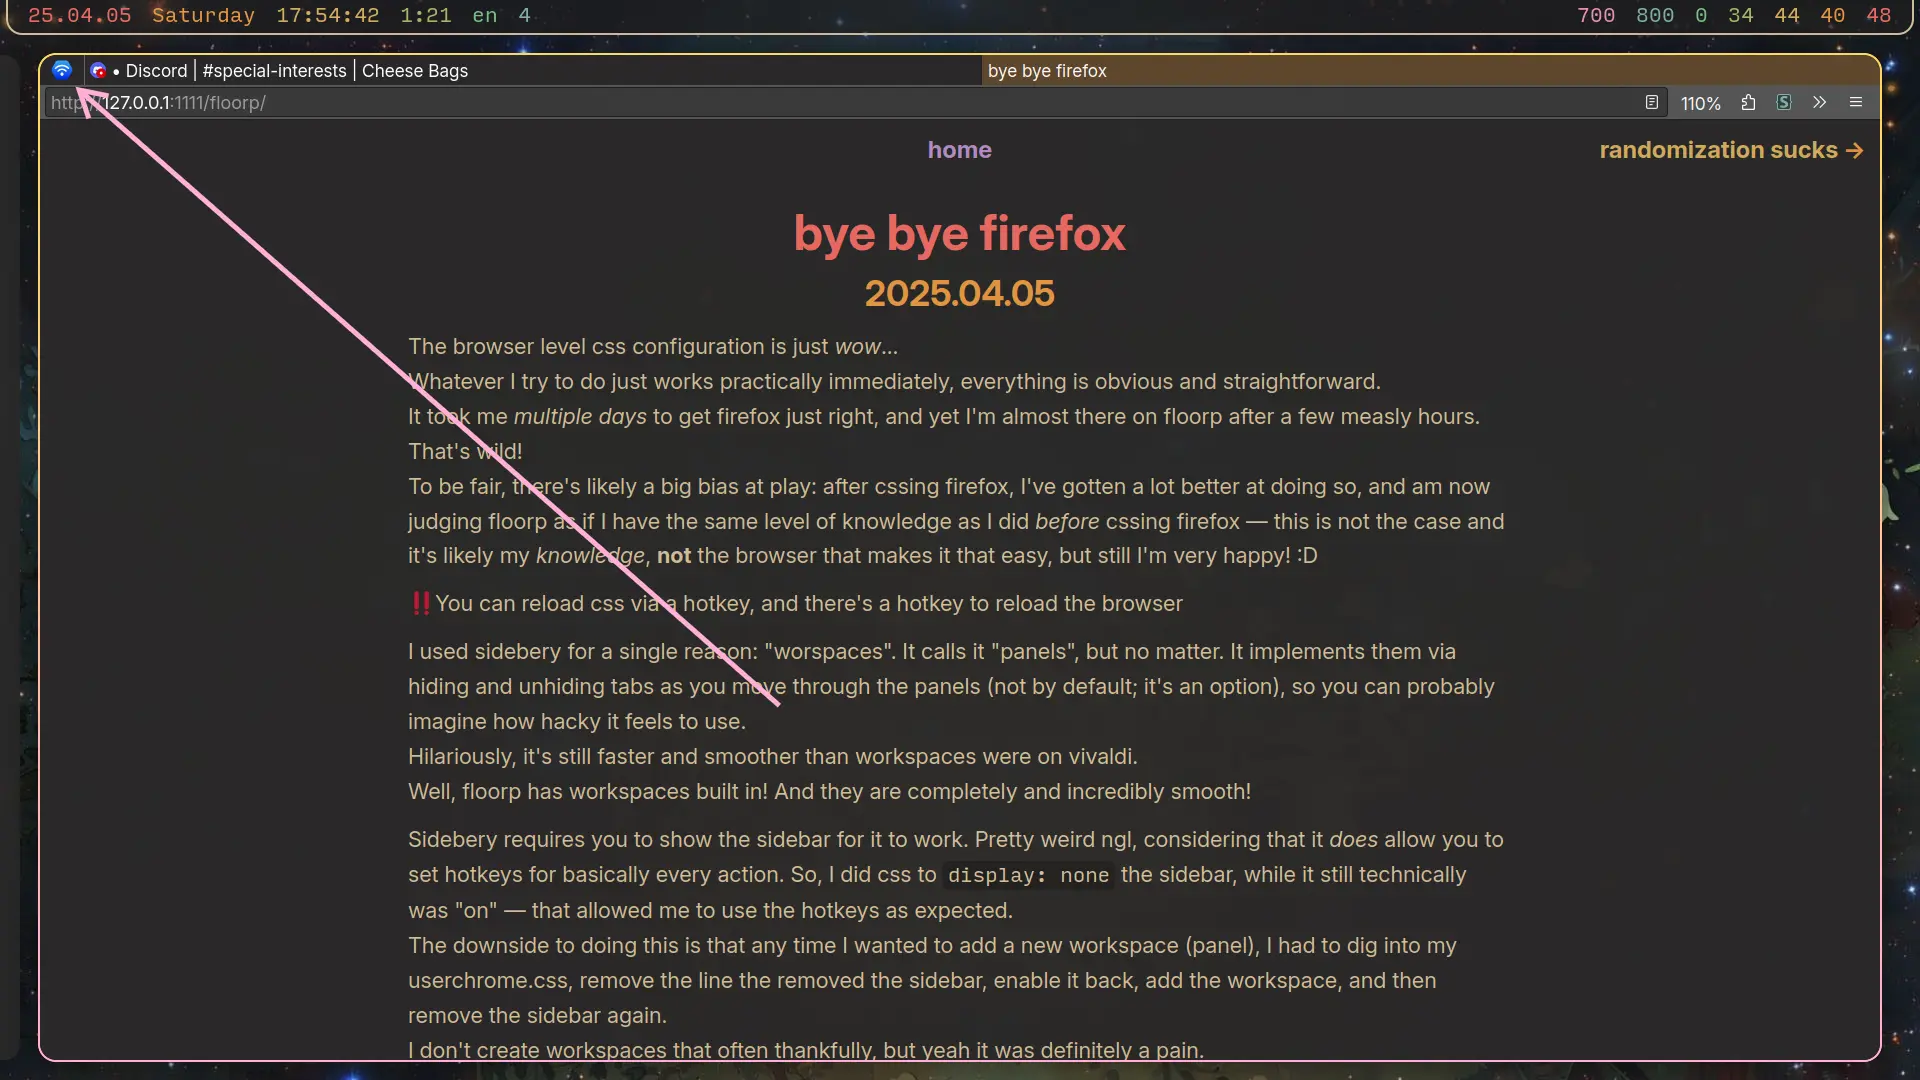 25.04.05 Saturday 17:54:42 1:21 en 4 700 800 0 34 44 40 48
• Discord | #special-interests | Cheese Bags bye bye firefox
http://127.0.0.1:1111/floorp/ 110% S
home randomization sucks →
bye bye firefox
2025.04.05
The browser level css configuration is just wow...
Whatever I try to do just works practically immediately, everything is obvious and straightforward.
It took me multiple days to get firefox just right, and yet I'm almost there on floorp after a few measly hours.
That's wild!
To be fair, there's likely a big bias at play: after cssing firefox, I've gotten a lot better at doing so, and am now
judging floorp as if I have the same level of knowledge as I did before cssing firefox — this is not the case and
it's likely my knowledge, not the browser that makes it that easy, but still I'm very happy! :D
‼️You can reload css via a hotkey, and there's a hotkey to reload the browser
I used sidebery for a single reason: "worspaces". It calls it "panels", but no matter. It implements them via
hiding and unhiding tabs as you move through the panels (not by default; it's an option), so you can probably
imagine how hacky it feels to use.
Hilariously, it's still faster and smoother than workspaces were on vivaldi.
Well, floorp has workspaces built in! And they are completely and incredibly smooth!
Sidebery requires you to show the sidebar for it to work. Pretty weird ngl, considering that it does allow you to
set hotkeys for basically every action. So, I did css to display: none the sidebar, while it still technically
was "on" — that allowed me to use the hotkeys as expected.
The downside to doing this is that any time I wanted to add a new workspace (panel), I had to dig into my
userchrome.css, remove the line the removed the sidebar, enable it back, add the workspace, and then
remove the sidebar again.
I don't create workspaces that often thankfully, but yeah it was definitely a pain.